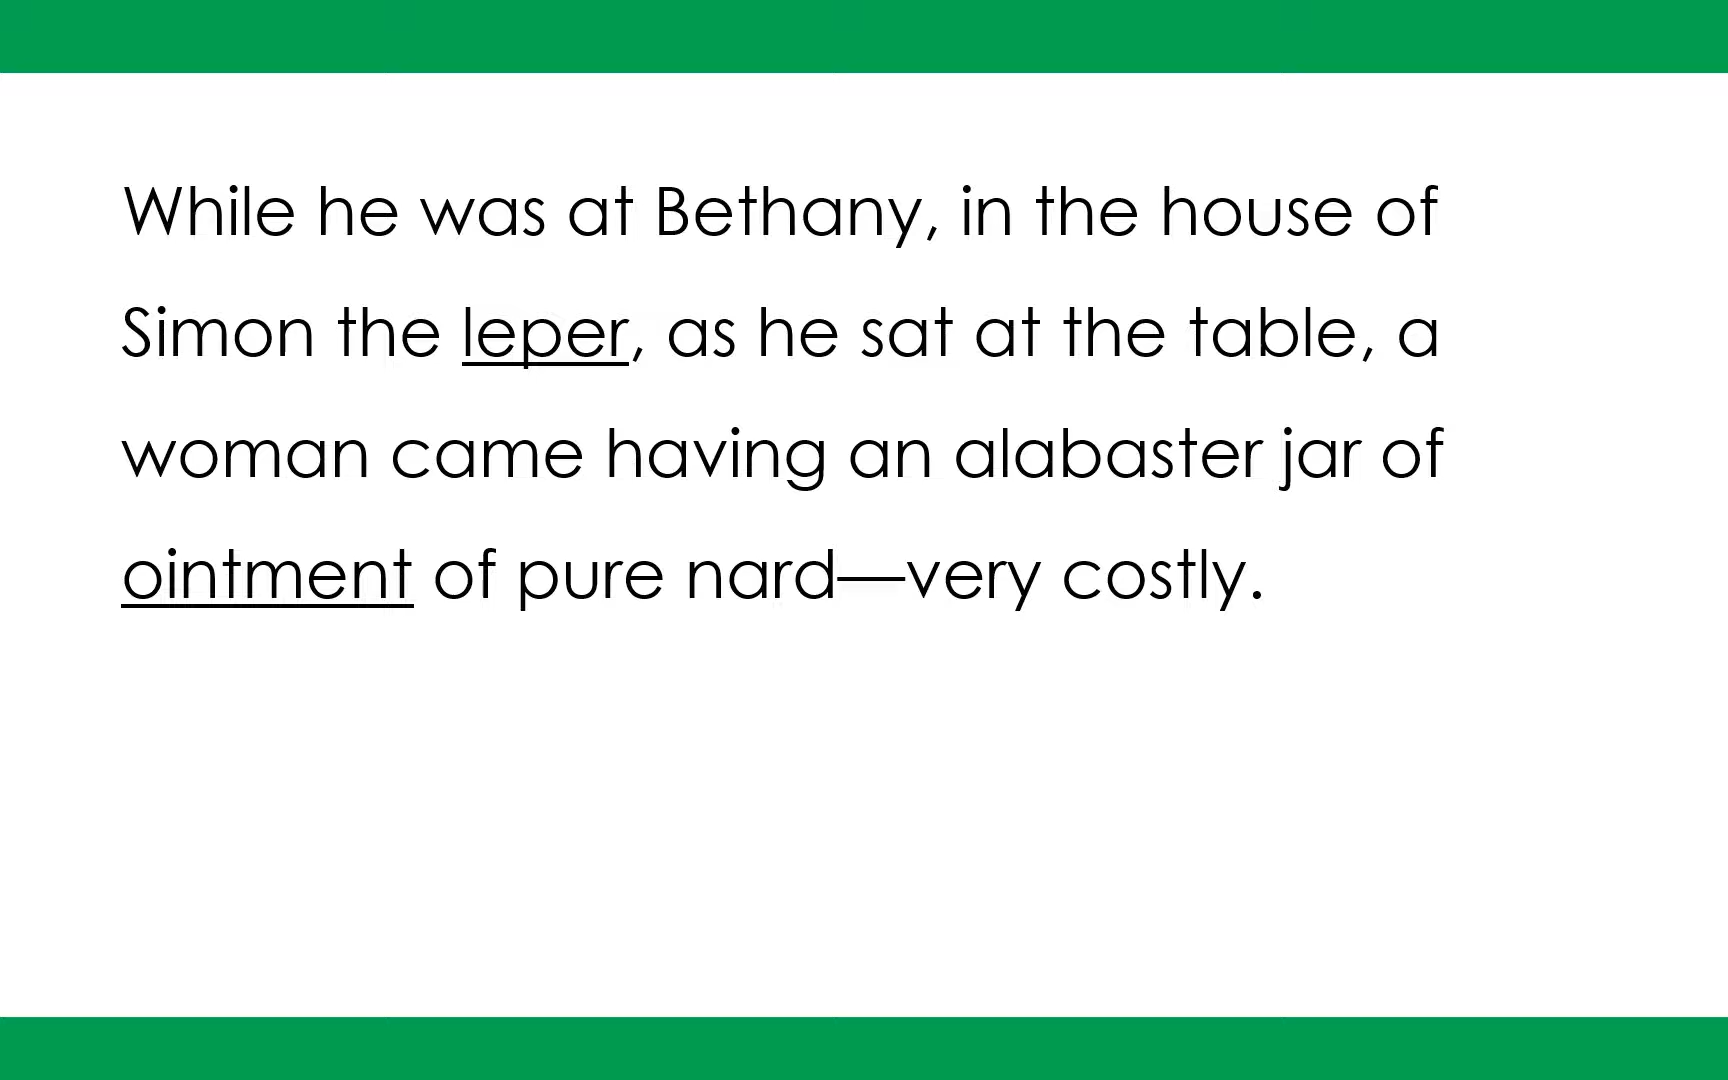 While he was at Bethany, in the house of
Simon the leper, as he sat at the table, a
woman came having an alabaster jar of
ointment of pure nard—very costly.